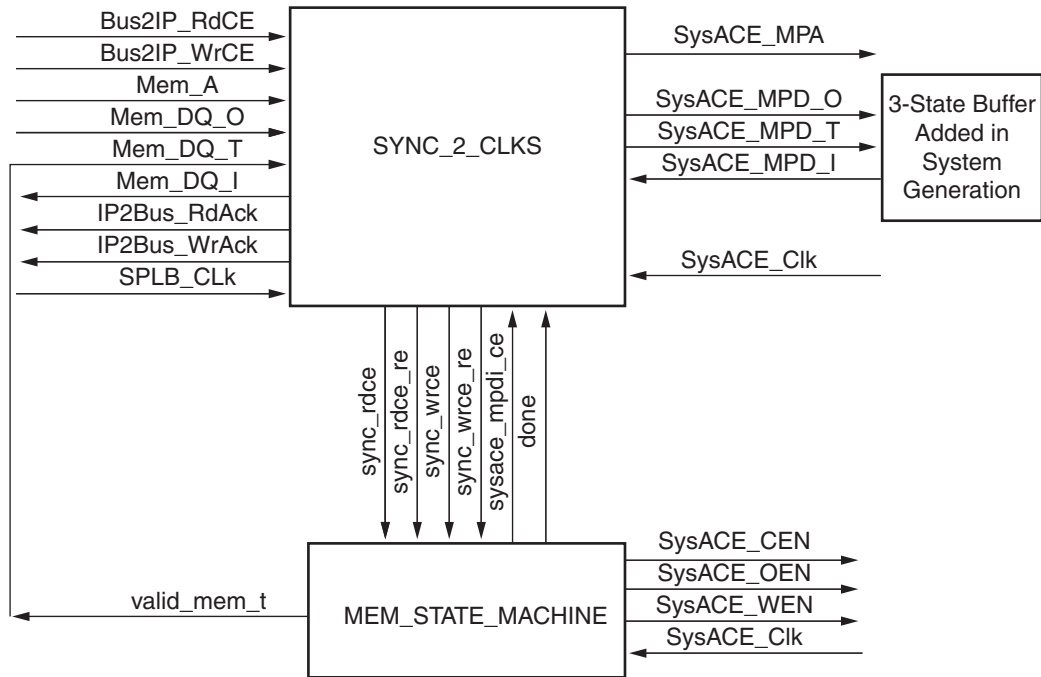 Bus2IP_RdCE
Bus2IP_WrCE
Mem_A
Mem_DQ_O
Mem_DQ_T
Mem_DQ_I
IP2Bus_RdAck
IP2Bus_WrAck
SPLB_CLk
SYNC_2_CLKS
SysACE_MPA
SysACE_MPD_O
SysACE_MPD_T
SysACE_MPD_I
SysACE_Clk
3-State Buffer
Added in
System
Generation
sync_rdce
sync_rdce_re
sync_wrce
sync_wrce_re
sysace_mpdi_ce
done
valid_mem_t
MEM_STATE_MACHINE
SysACE_CEN
SysACE_OEN
SysACE_WEN
SysACE_Clk